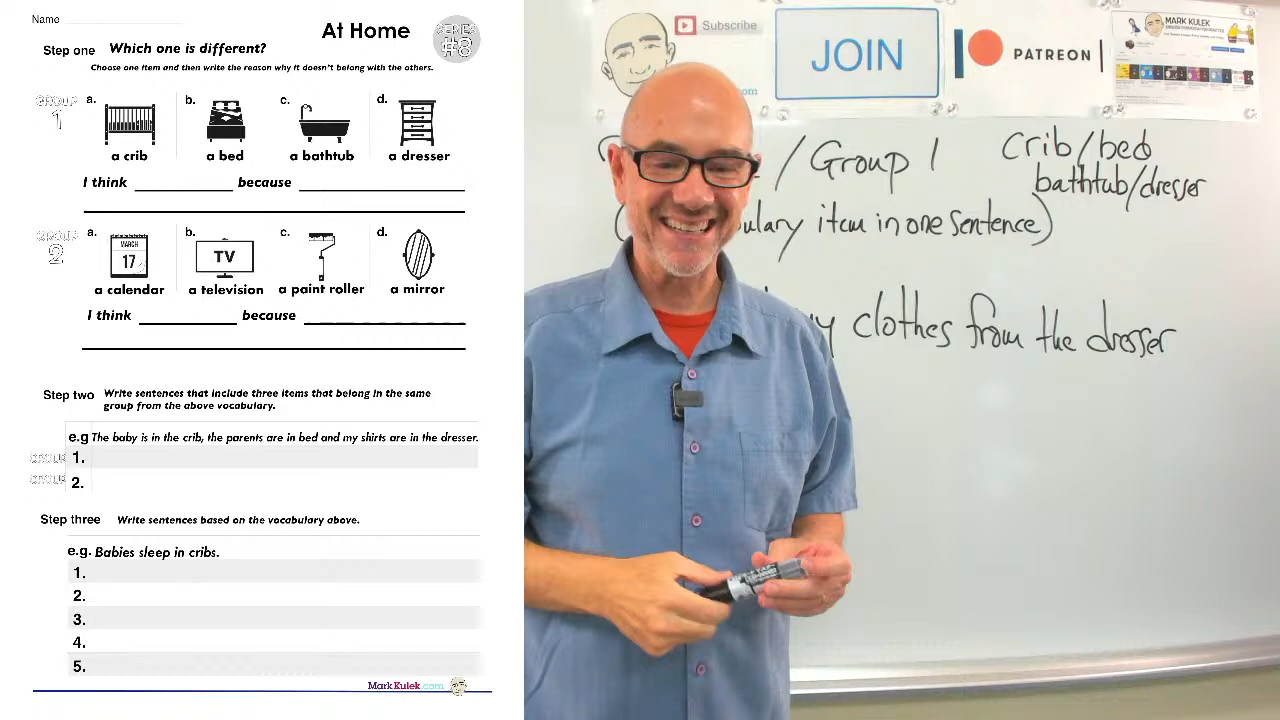 Name
At Home
SERIES
#8
Step one Which one is different?
Choose one item and then write the reason why it doesn't belong with the others.
GROUP
1
a. b. c. d.
a crib a bed a bathtub a dresser
I think because
GROUP
2
a. b. c. d.
MARCH
17
TV
a calendar a television a paint roller a mirror
I think because
Step two Write sentences that include three items that belong in the same
group from the above vocabulary.
e.g The baby is in the crib, the parents are in bed and my shirts are in the dresser.
GROUP 1.
GROUP 2.
Step three Write sentences based on the vocabulary above.
e.g. Babies sleep in cribs.
1.
2.
3.
4.
5.
MarkKulek.com
Subscribe
JOIN
PATREON
MARK KULEK
.com
/ Group 1
crib/bed
bathtub/dresser
item in one sentence)
clothes from the dresser